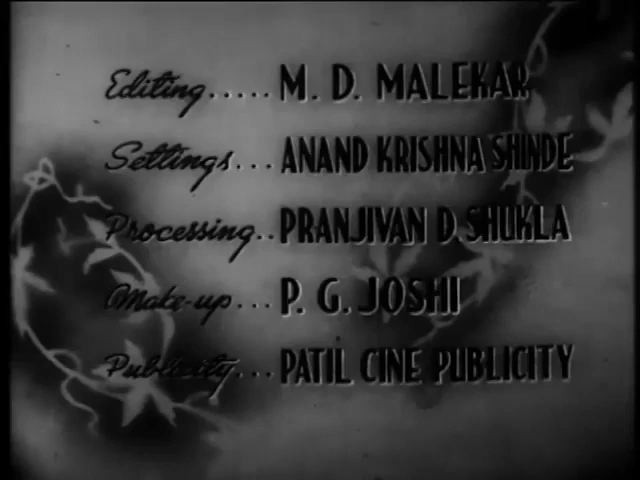 Editing..... M. D. MALEKAR
Settings... ANAND KRISHNA SHINDE
Processing.. PRANJIVAN D. SHUKLA
Make-up... P. G. JOSHI
Publicity... PATIL CINE PUBLICITY